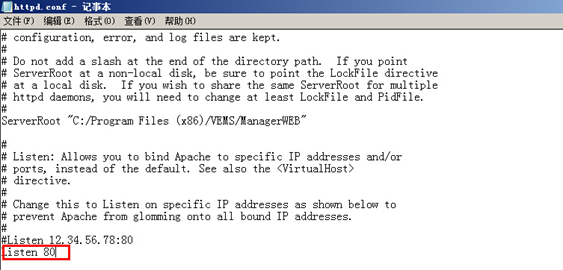 httpd.conf - 记事本
文件(F) 编辑(E) 格式(O) 查看(V) 帮助(H)
# configuration, error, and log files are kept.
#
# Do not add a slash at the end of the directory path.  If you point
# ServerRoot at a non-local disk, be sure to point the LockFile directive
# at a local disk.  If you wish to share the same ServerRoot for multiple
# httpd daemons, you will need to change at least LockFile and PidFile.
#
ServerRoot "C:/Program Files (x86)/VEMS/ManagerWEB"

#
# Listen: Allows you to bind Apache to specific IP addresses and/or
# ports, instead of the default. See also the <VirtualHost>
# directive.
#
# Change this to Listen on specific IP addresses as shown below to
# prevent Apache from glomming onto all bound IP addresses.
#
#Listen 12.34.56.78:80
Listen 80